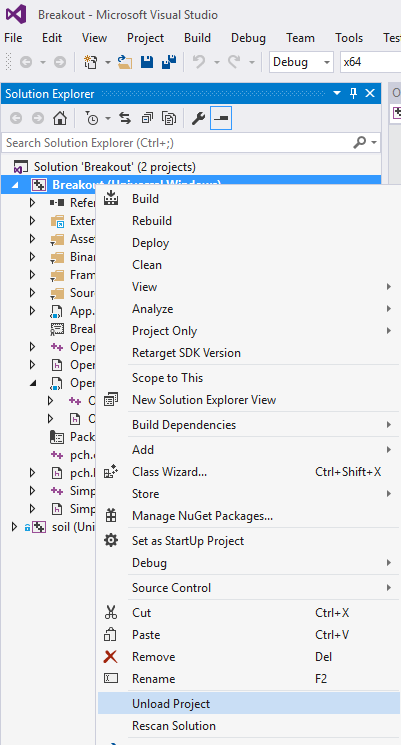 Breakout - Microsoft Visual Studio
File Edit View Project Build Debug Team Tools
Debug x64
Solution Explorer
Search Solution Explorer (Ctrl+;)
Solution 'Breakout' (2 projects)
Breakout (Universal Windows)
Build
Rebuild
Deploy
Clean
View
Analyze
Project Only
Retarget SDK Version
Scope to This
New Solution Explorer View
Build Dependencies
Add
Class Wizard... Ctrl+Shift+X
Store
Manage NuGet Packages...
Set as StartUp Project
Debug
Source Control
Cut Ctrl+X
Paste Ctrl+V
Remove Del
Rename F2
Unload Project
Rescan Solution
Refer
Exter
Asset
Binar
Fram
Sour
App.
Break
Oper
Oper
Oper
O
O
Pack
pch.
pch.
Simp
Simp
soil (Uni